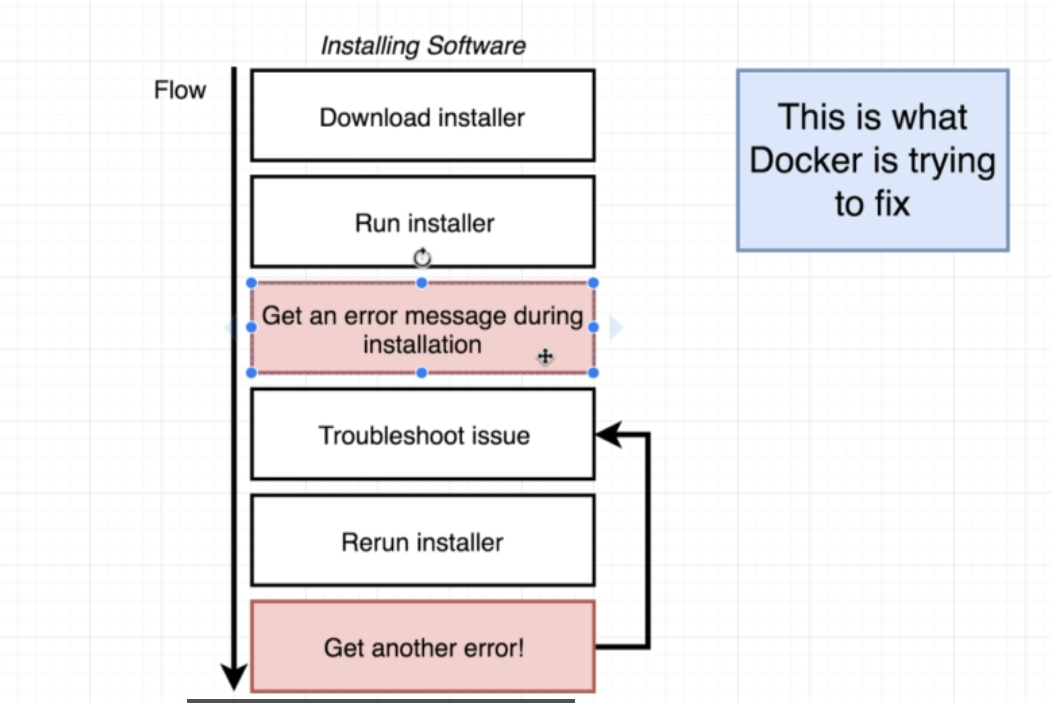 Installing Software
Flow
Download installer
Run installer
Get an error message during
installation
Troubleshoot issue
Rerun installer
Get another error!
This is what
Docker is trying
to fix